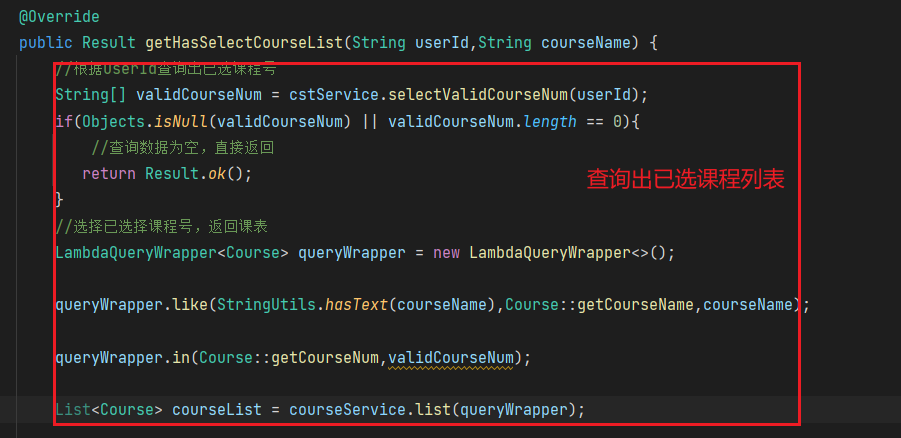 @Override
public Result getHasSelectCourseList(String userId,String courseName) {
//根据UserId查询出已选课程号
String[] validCourseNum = cstService.selectValidCourseNum(userId);
if(Objects.isNull(validCourseNum) || validCourseNum.length == 0){
//查询数据为空，直接返回
return Result.ok();
查询出已选课程列表
}
//选择已选择课程号，返回课表
LambdaQueryWrapper<Course> queryWrapper = new LambdaQueryWrapper<>();
queryWrapper.like(StringUtils.hasText(courseName),Course::getCourseName,courseName);
queryWrapper.in(Course::getCourseNum,validCourseNum);
List<Course> courseList = courseService.list(queryWrapper);